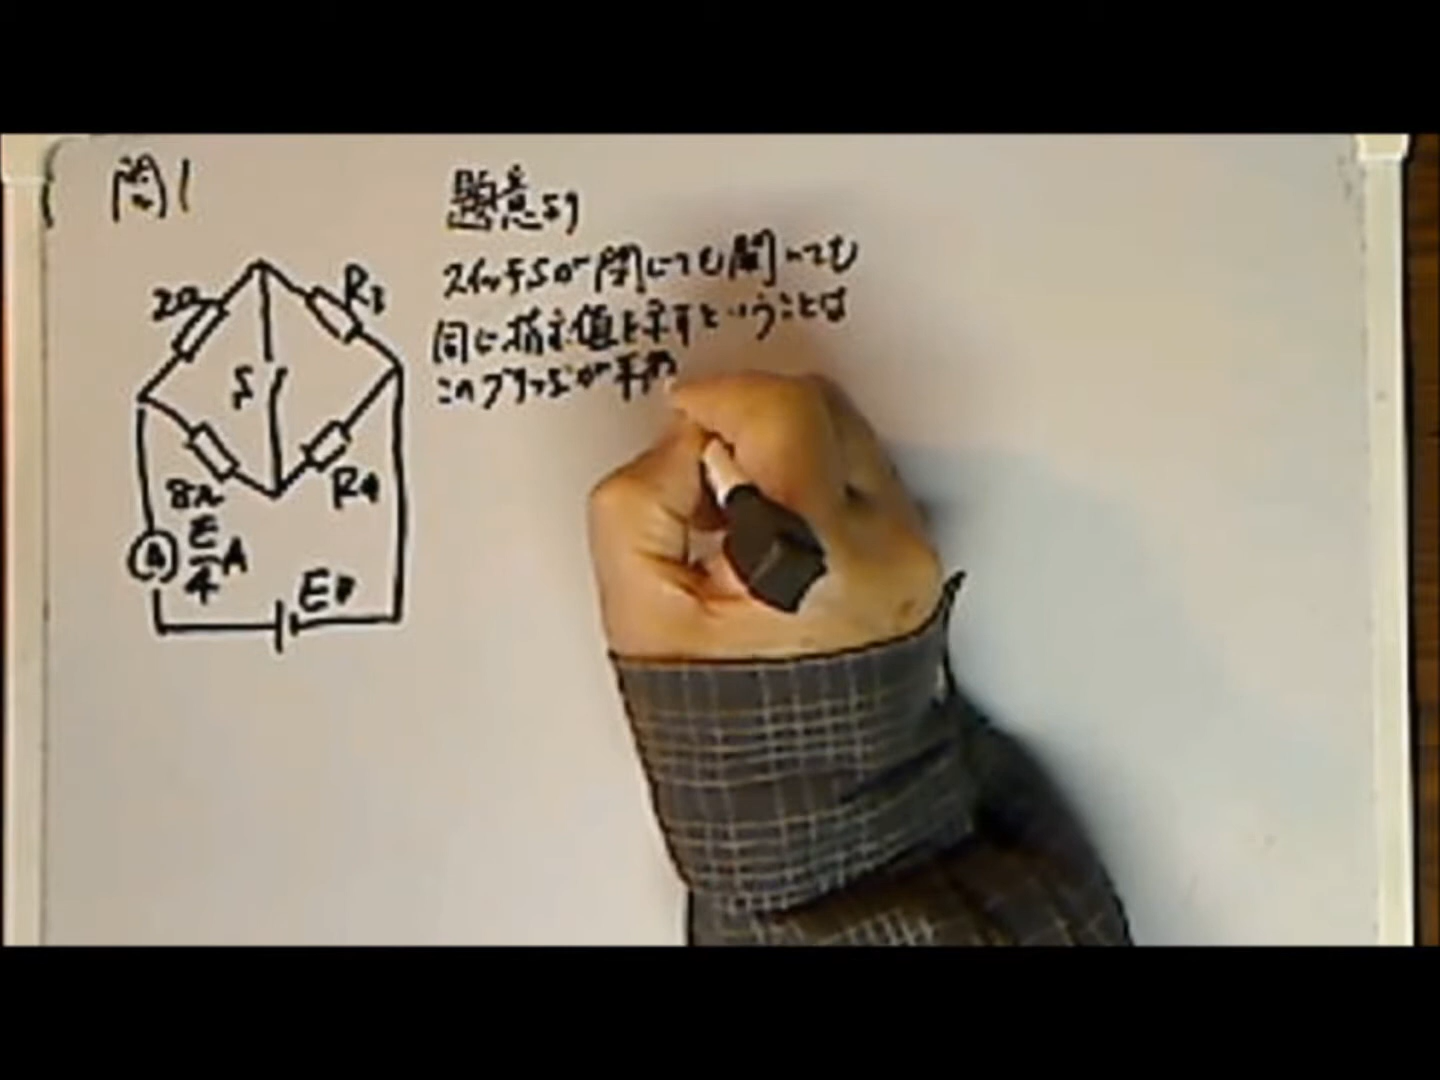 問1
題意より
スイッチSが閉じても開いても
同じ指示値を示すということは
このブリッジが平衡
2Ω
R3
S
8Ω
R4
A
E/4 A
E V